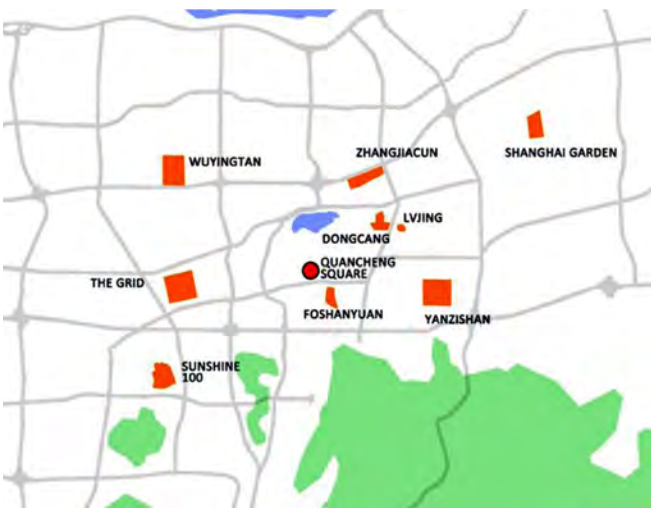 ZHANGJIACUN
SHANGHAI GARDEN
WUYINGTAN
LVJING
DONGCANG
QUANCHENG
SQUARE
THE GRID
FOSHANYUAN
YANZISHAN
SUNSHINE
100